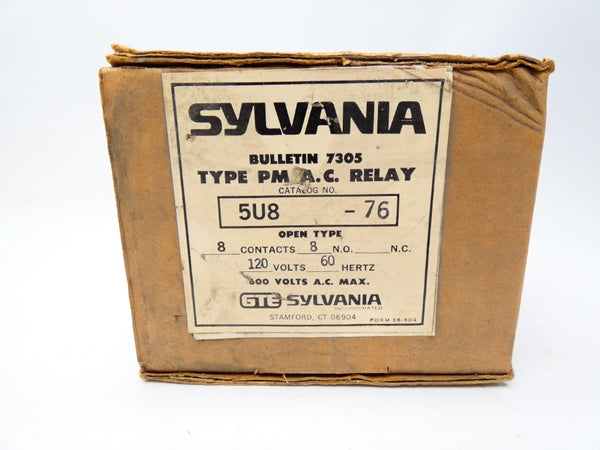 SYLVANIA
BULLETIN 7305
TYPE PM A.C. RELAY
CATALOG NO.
5U8 - 76
OPEN TYPE
8 CONTACTS 8 N.O. N.C.
120 VOLTS 60 HERTZ
600 VOLTS A.C. MAX.
GTE SYLVANIA
INCORPORATED
STAMFORD, CT 06904
FORM 36-304